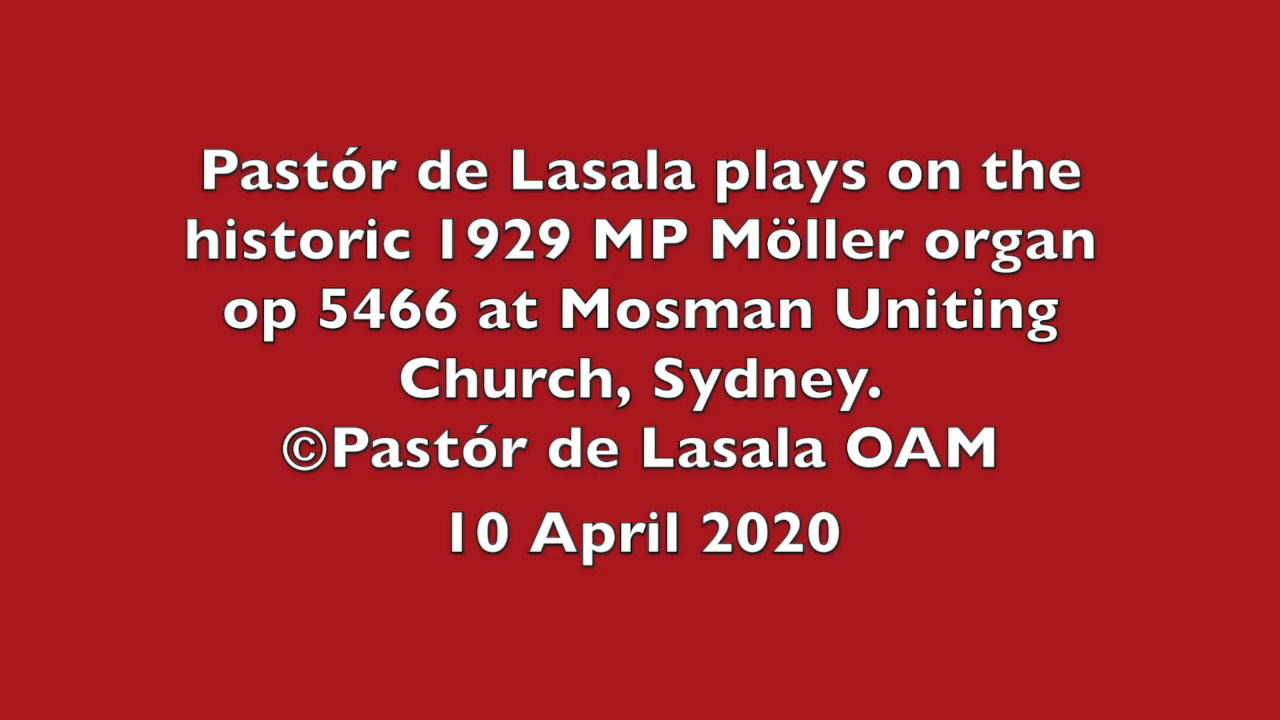 Pastór de Lasala plays on the
historic 1929 MP Möller organ
op 5466 at Mosman Uniting
Church, Sydney.
©Pastór de Lasala OAM
10 April 2020